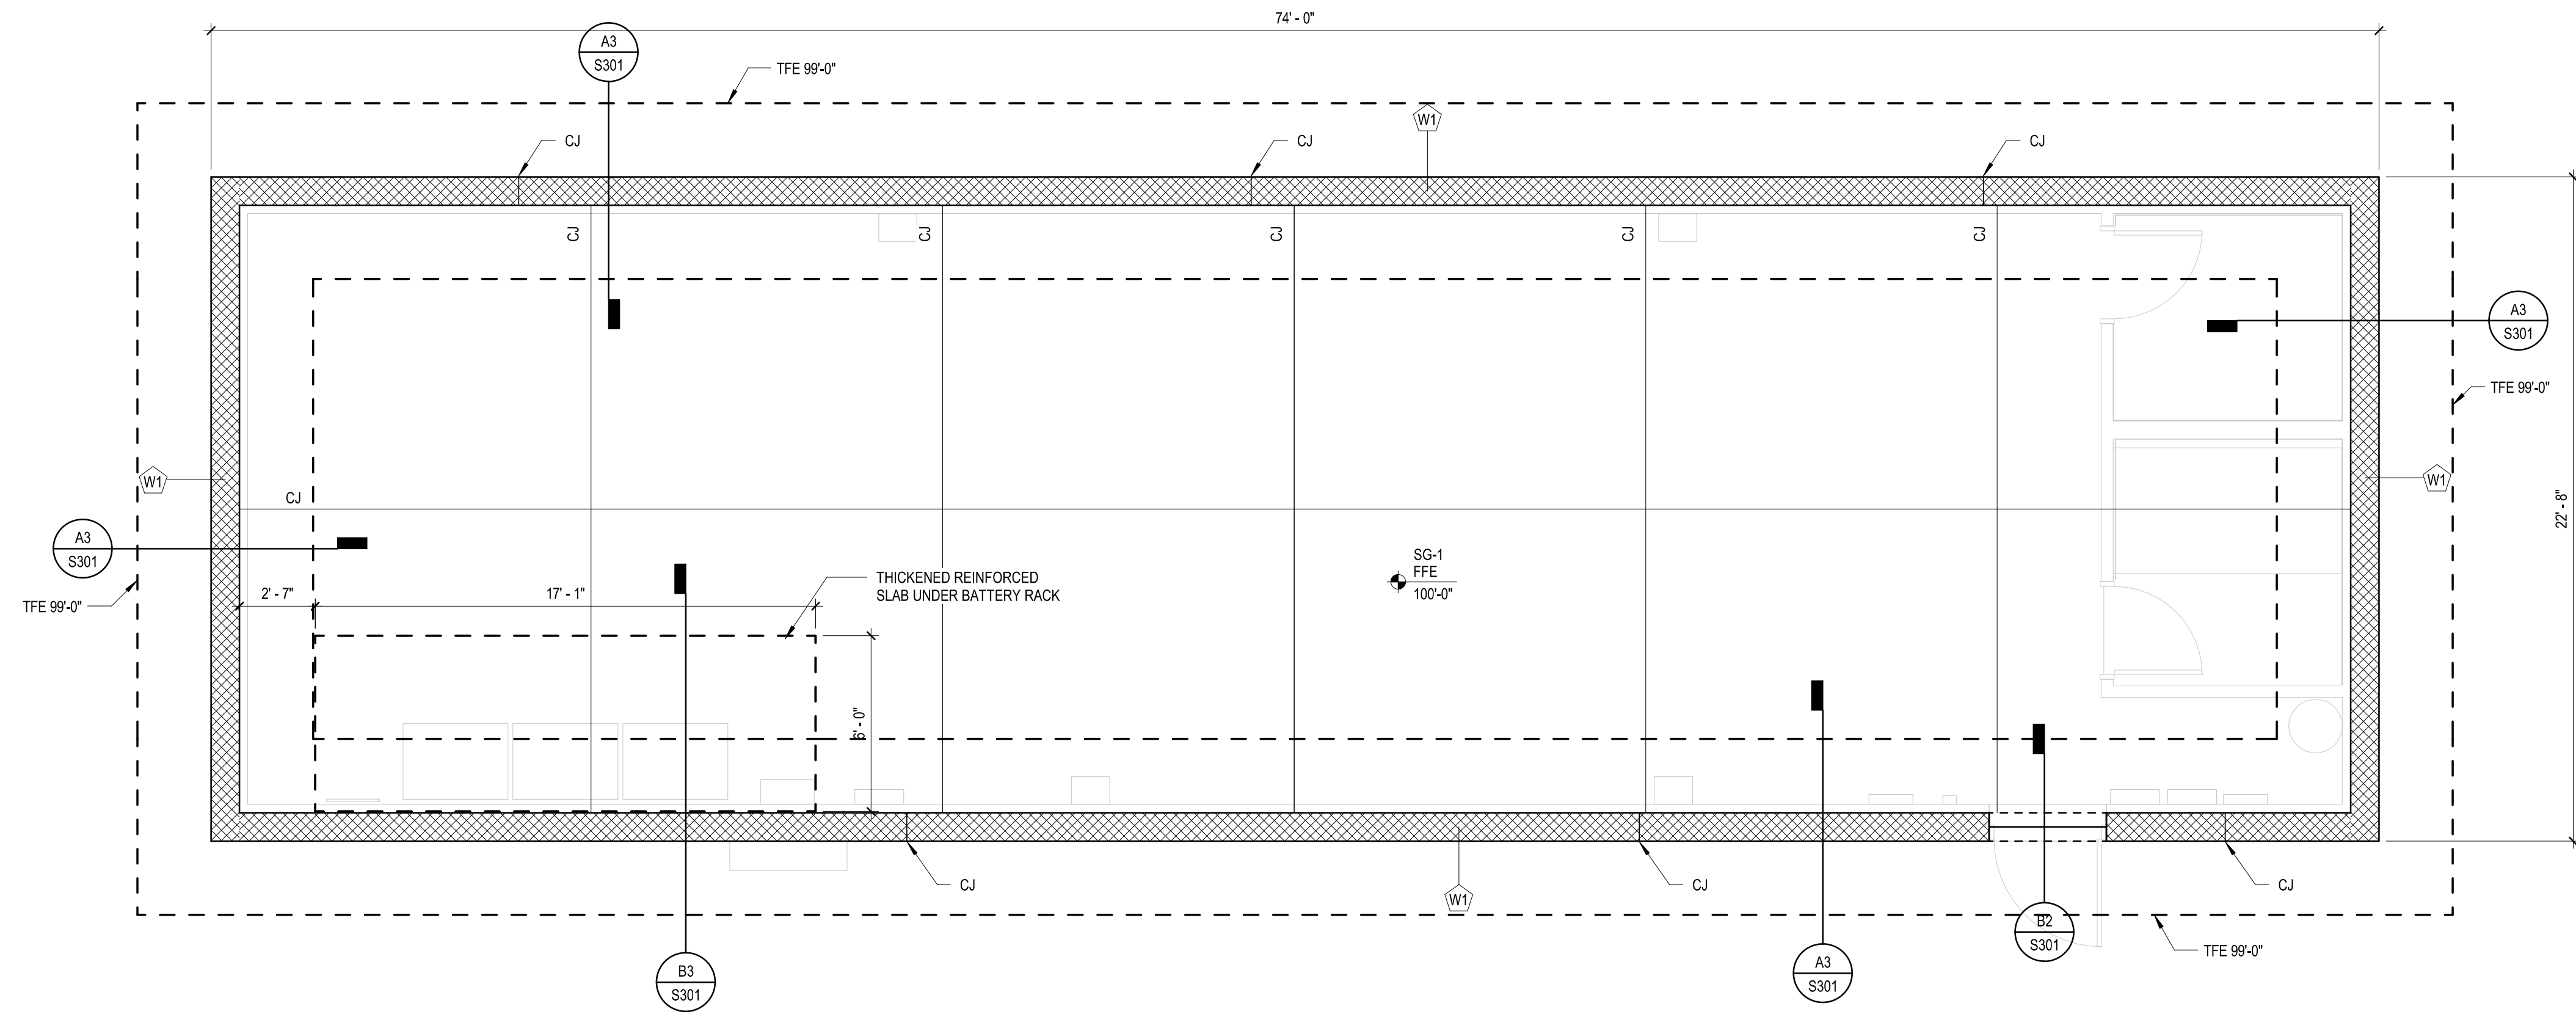 74' - 0"
A3
S301
TFE 99'-0"
W1
CJ
CJ
CJ
CJ
CJ
CJ
CJ
CJ
A3
S301
TFE 99'-0"
W1
W1
CJ
22' - 8"
A3
S301
SG-1
FFE
100'-0"
THICKENED REINFORCED
SLAB UNDER BATTERY RACK
2' - 7"
17' - 1"
TFE 99'-0"
6' - 0"
CJ
CJ
CJ
W1
B2
S301
TFE 99'-0"
B3
S301
A3
S301